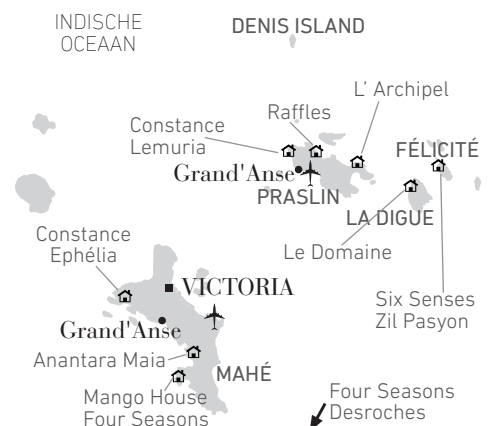 INDISCHE
OCEAAN
DENIS ISLAND
L' Archipel
Raffles
Constance
Lemuria
FÉLICITÉ
Grand'Anse
PRASLIN
LA DIGUE
Le Domaine
Constance
Ephélia
Six Senses
Zil Pasyon
VICTORIA
Grand'Anse
Anantara Maia
MAHÉ
Mango House
Four Seasons
Four Seasons
Desroches